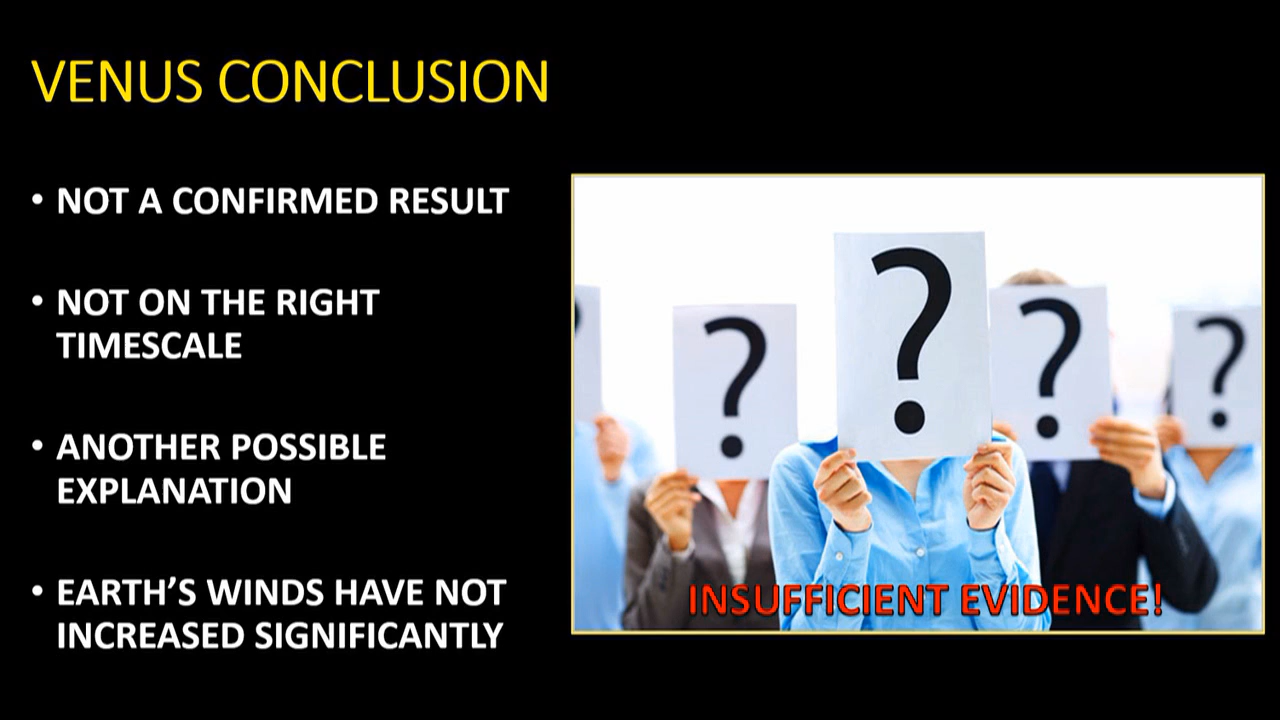 VENUS CONCLUSION
• NOT A CONFIRMED RESULT
• NOT ON THE RIGHT
TIMESCALE
• ANOTHER POSSIBLE
EXPLANATION
• EARTH’S WINDS HAVE NOT
INCREASED SIGNIFICANTLY
? ? ? ? ?
INSUFFICIENT EVIDENCE!